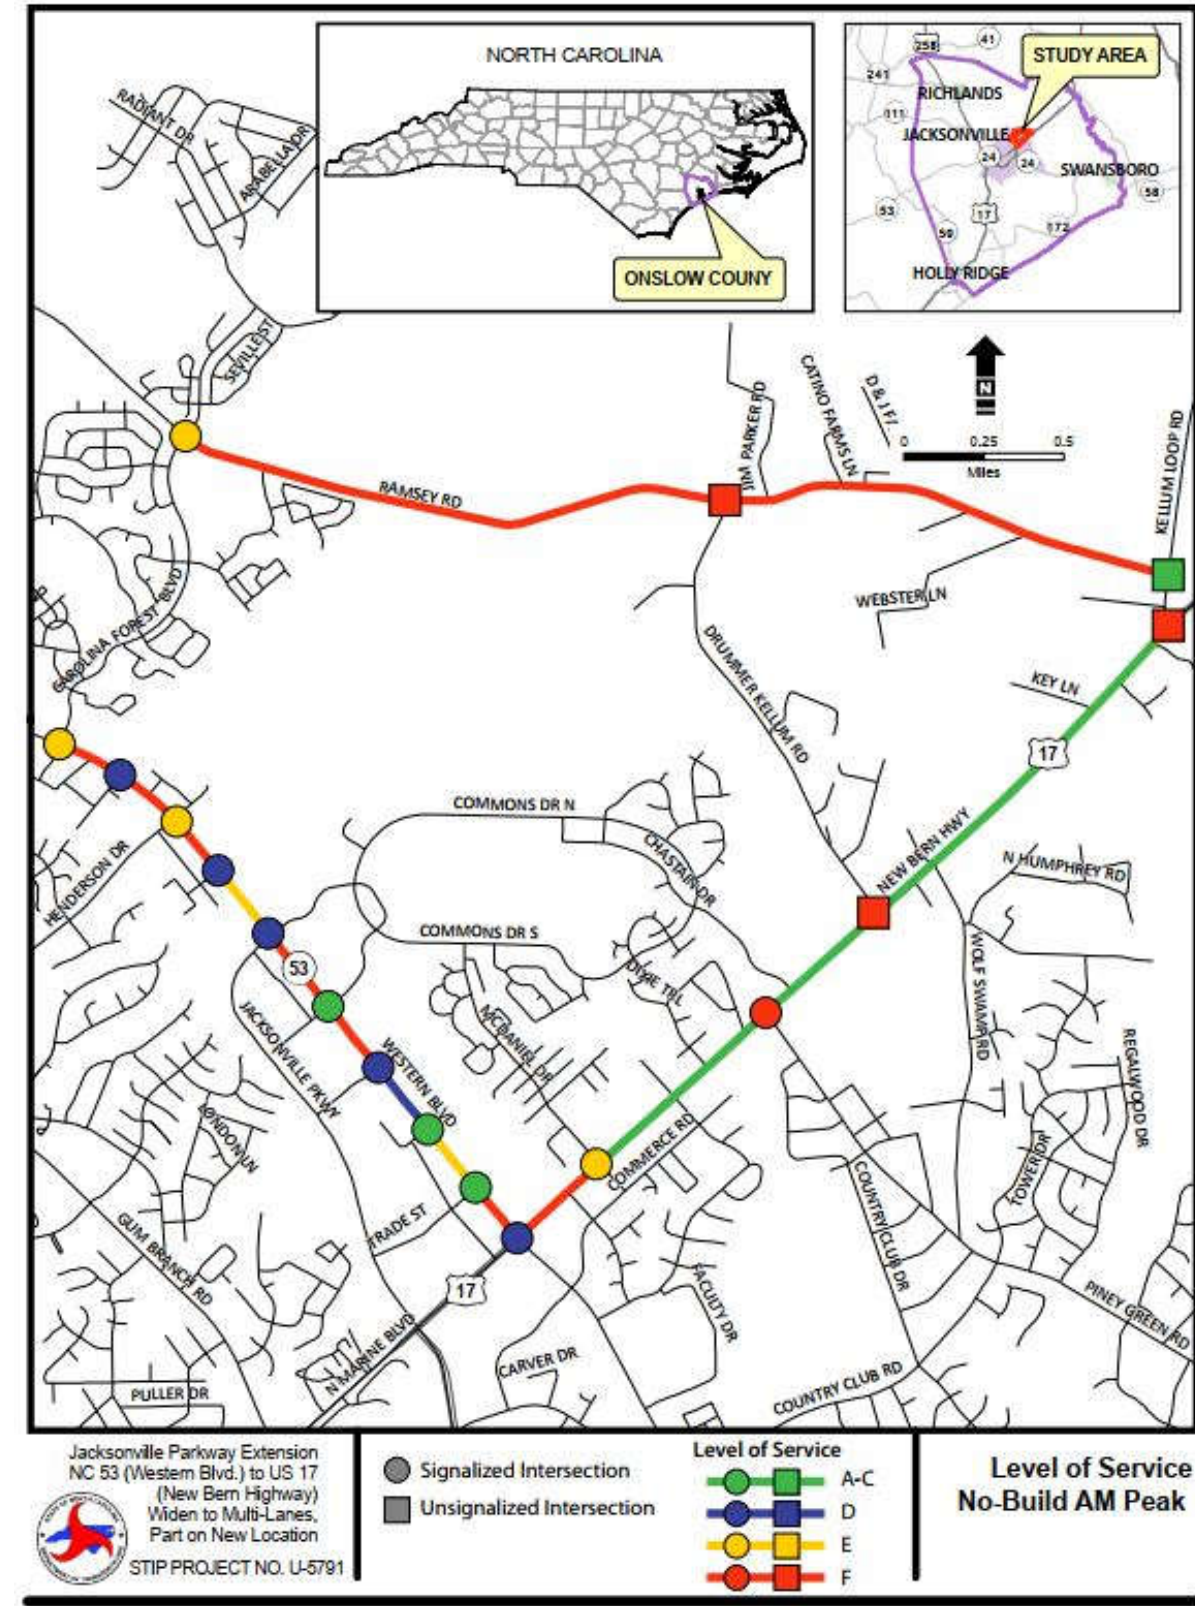 NORTH CAROLINA
ONSLOW COUNY
STUDY AREA
258
41
241
RICHLANDS
111
JACKSONVILLE
24
24
SWANSBORO
58
53
17
50
172
HOLLY RIDGE
RADIANT DR
ARABELLA DR
SEVILLE ST
N
0 0.25 0.5
Miles
JIM PARKER RD
CATINO FARMS LN
KELLUM LOOP RD
RAMSEY RD
WEBSTER LN
CAROLINA FOREST BLVD
DRUMMER KELLUM RD
KEY LN
17
COMMONS DR N
CHASTAIN DR
NEW BERN HWY
N HUMPHREY RD
HENDERSON DR
COMMONS DR S
DIXIE TRL
53
WOLF SWAMP RD
MCDANIEL DR
JACKSONVILLE PKWY
WESTERN BLVD
REGALWOOD DR
LONDON LN
COMMERCE RD
TOWER DR
COUNTRY CLUB DR
TRADE ST
GUM BRANCH RD
17
FACULTY DR
PINEY GREEN RD
N MARINE BLVD
CARVER DR
PULLER DR
COUNTRY CLUB RD
Jacksonville Parkway Extension
NC 53 (Western Blvd.) to US 17
(New Bern Highway)
Widen to Multi-Lanes,
Part on New Location
STIP PROJECT NO. U-5791
Signalized Intersection
Unsignalized Intersection
Level of Service
A-C
D
E
F
Level of Service
No-Build AM Peak